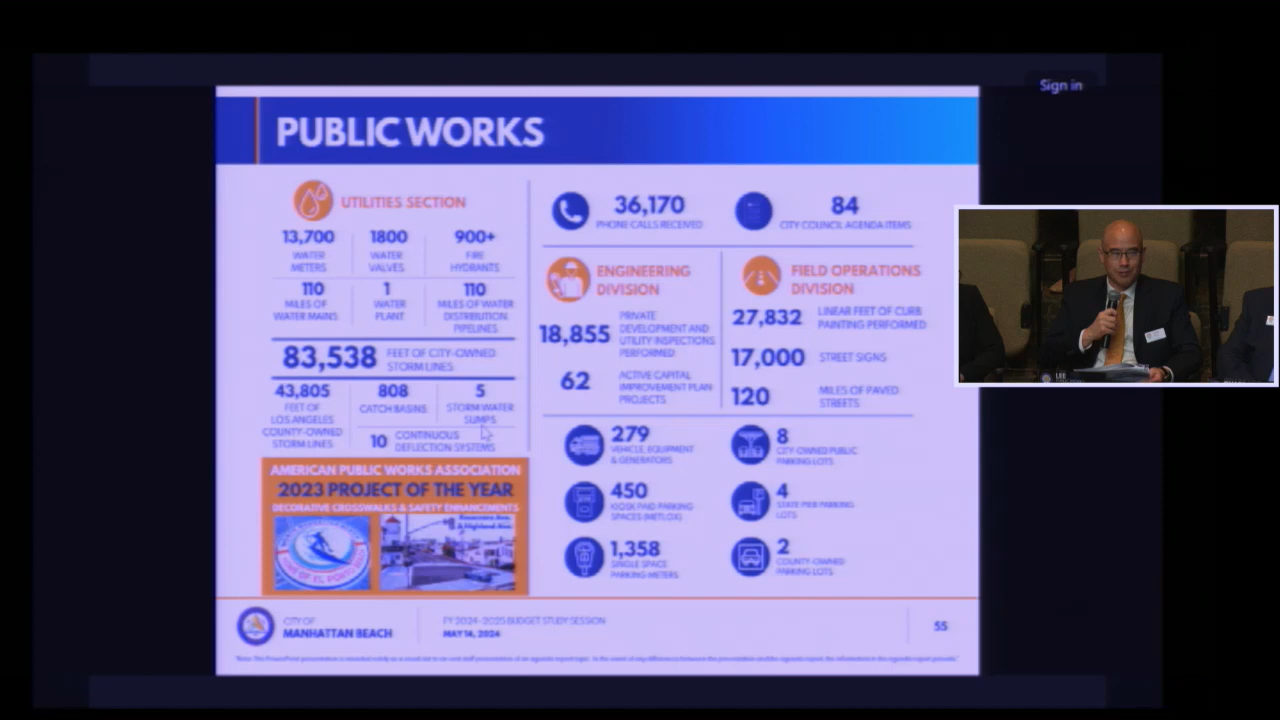 Sign in
PUBLIC WORKS
UTILITIES SECTION
13,700
WATER
METERS
1800
WATER
VALVES
900+
FIRE
HYDRANTS
110
MILES OF
WATER MAINS
1
WATER
PLANT
110
MILES OF WATER
DISTRIBUTION
PIPELINES
83,538
FEET OF CITY-OWNED
STORM LINES
43,805
FEET OF
LOS ANGELES
COUNTY-OWNED
STORM LINES
808
CATCH BASINS
5
STORM WATER
SUMPS
10
CONTINUOUS
DEFLECTION SYSTEMS
AMERICAN PUBLIC WORKS ASSOCIATION
2023 PROJECT OF THE YEAR
DECORATIVE CROSSWALKS & SAFETY ENHANCEMENTS
36,170
PHONE CALLS RECEIVED
84
CITY COUNCIL AGENDA ITEMS
ENGINEERING
DIVISION
18,855
PRIVATE
DEVELOPMENT AND
UTILITY INSPECTIONS
PERFORMED
62
ACTIVE CAPITAL
IMPROVEMENT PLAN
PROJECTS
FIELD OPERATIONS
DIVISION
27,832
LINEAR FEET OF CURB
PAINTING PERFORMED
17,000
STREET SIGNS
120
MILES OF PAVED
STREETS
279
VEHICLE, EQUIPMENT
& GENERATORS
8
CITY-OWNED PUBLIC
PARKING LOTS
450
KIOSK PAID PARKING
SPACES (METLOX)
4
STATE PIER PARKING
LOTS
1,358
SINGLE SPACE
PARKING METERS
2
COUNTY-OWNED
PARKING LOTS
CITY OF
MANHATTAN BEACH
FY 2024-2025 BUDGET STUDY SESSION
MAY 14, 2024
55
LEE